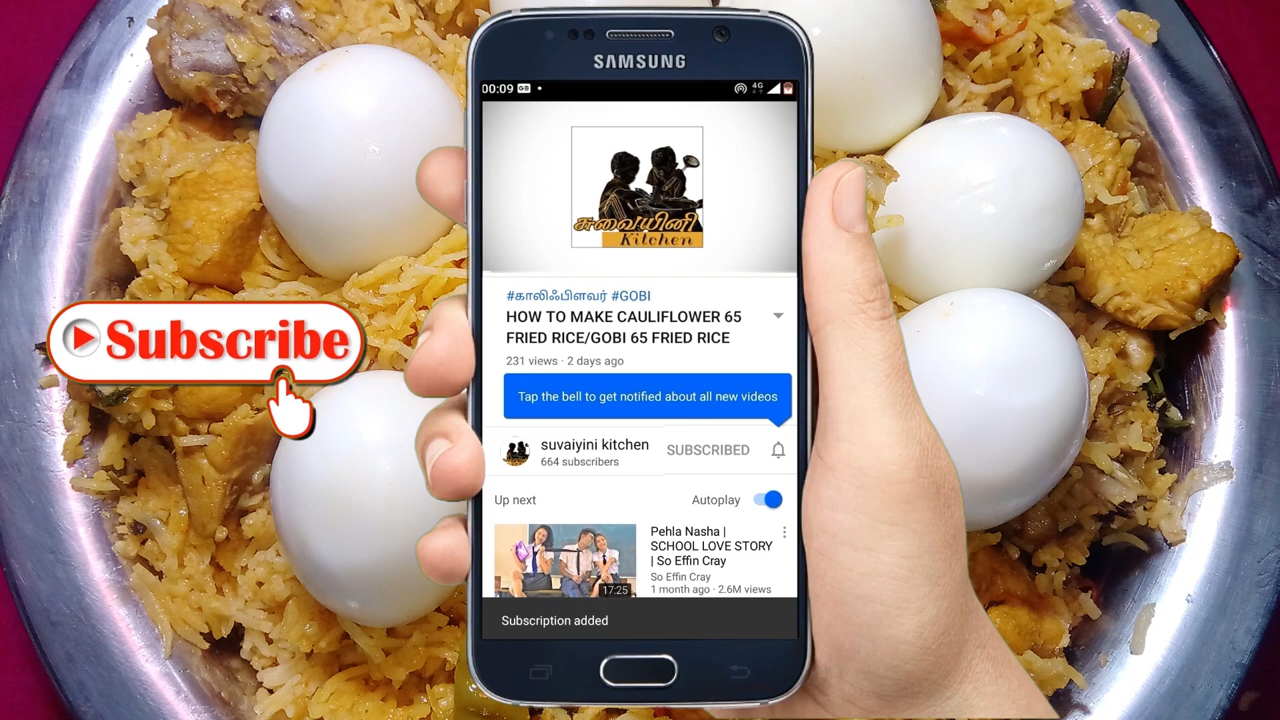 SAMSUNG
00:09
4G
சுவையினி
Kitchen
#காலிஃபிளவர் #GOBI
HOW TO MAKE CAULIFLOWER 65
FRIED RICE/GOBI 65 FRIED RICE
231 views · 2 days ago
Subscribe
Tap the bell to get notified about all new videos
suvaiyini kitchen
SUBSCRIBED
664 subscribers
Up next
Autoplay
Pehla Nasha |
SCHOOL LOVE STORY
| So Effin Cray
So Effin Cray
1 month ago · 2.6M views
17:25
Subscription added